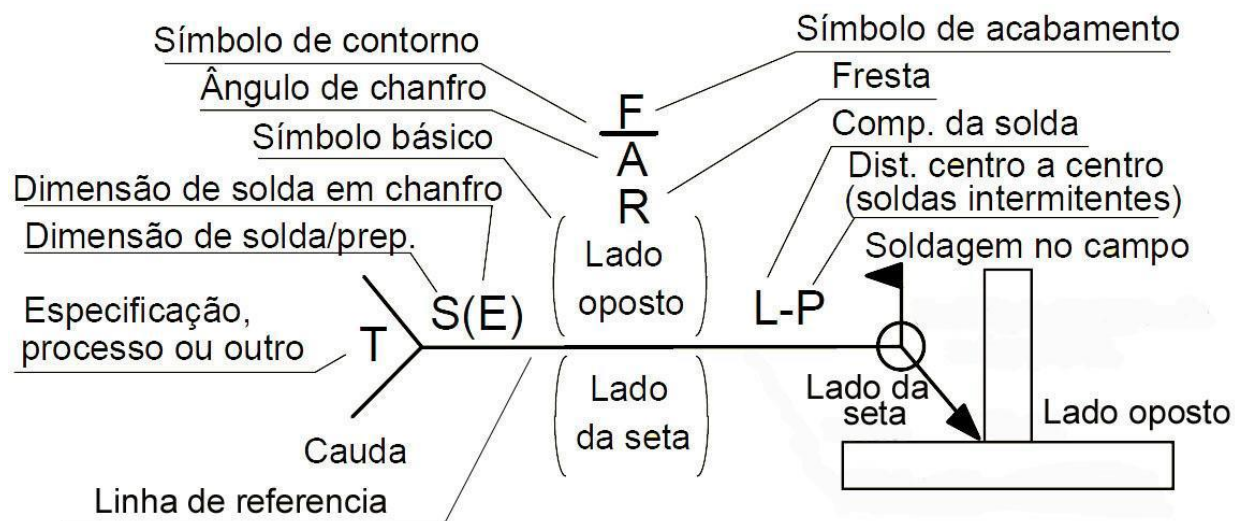 Símbolo de contorno
Símbolo de acabamento
Ângulo de chanfro
Fresta
Símbolo básico
F
A
R
Comp. da solda
Dimensão de solda em chanfro
Dist. centro a centro
(soldas intermitentes)
Dimensão de solda/prep.
Lado
oposto
Soldagem no campo
Especificação,
processo ou outro
T
S(E)
L-P
Lado
da seta
Lado da
seta
Lado oposto
Cauda
Linha de referencia